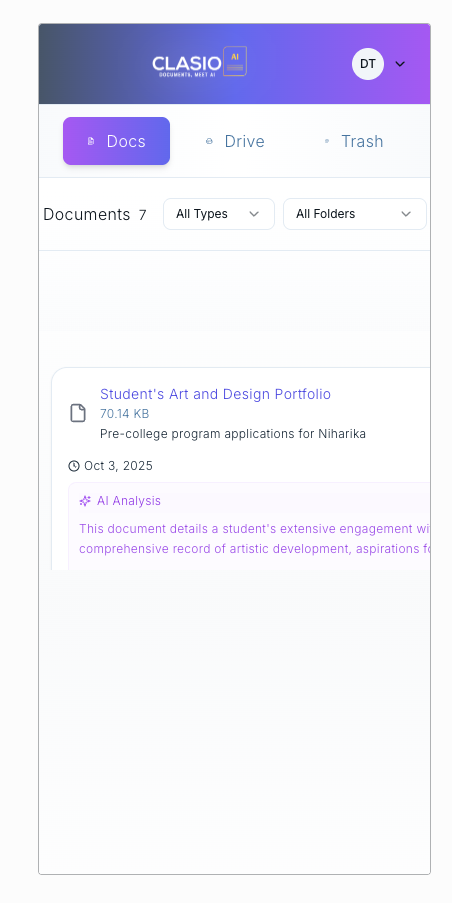 CLASIO
AI
DOCUMENTS, MEET AI
DT
Docs
Drive
Trash
Documents 7
All Types
All Folders
Student's Art and Design Portfolio
70.14 KB
Pre-college program applications for Niharika
Oct 3, 2025
AI Analysis
This document details a student's extensive engagement wi
comprehensive record of artistic development, aspirations fo